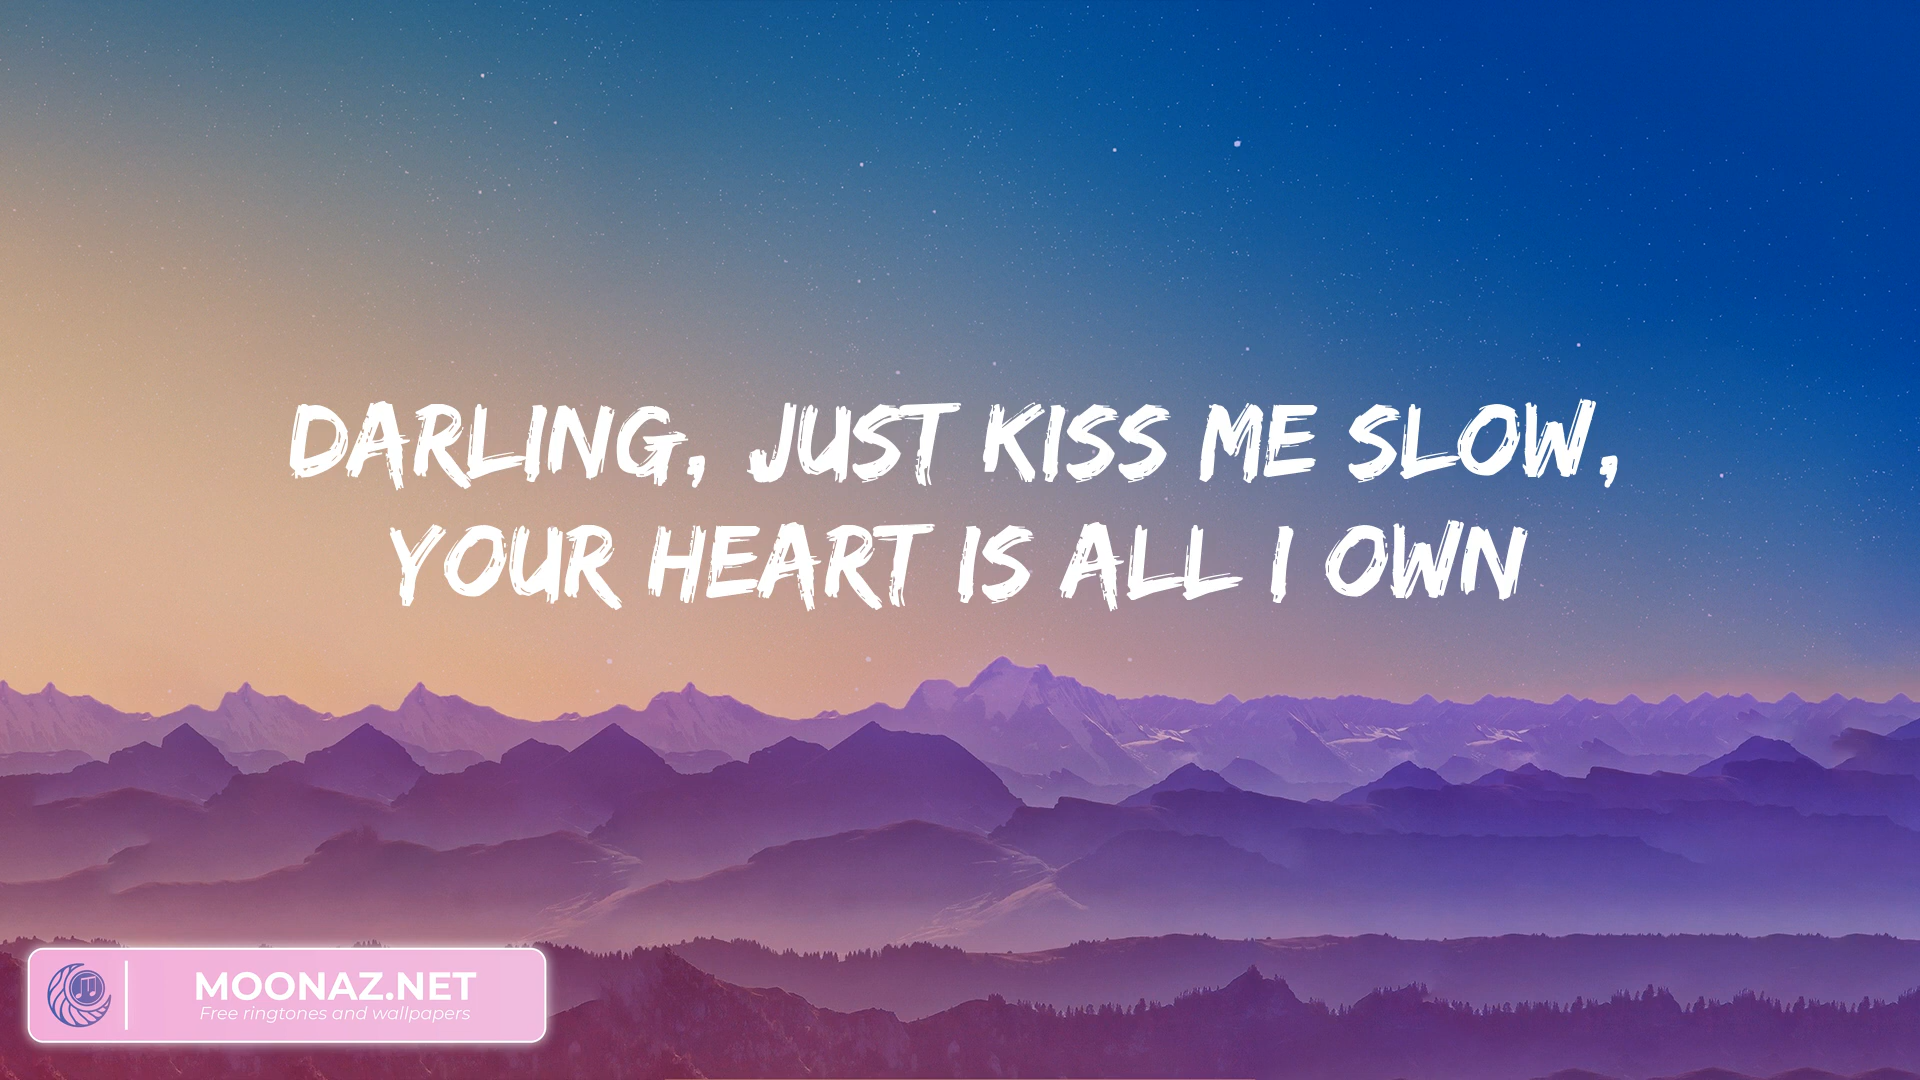 DARLING, JUST KISS ME SLOW,
YOUR HEART IS ALL I OWN
MOONAZ.NET
Free ringtones and wallpapers